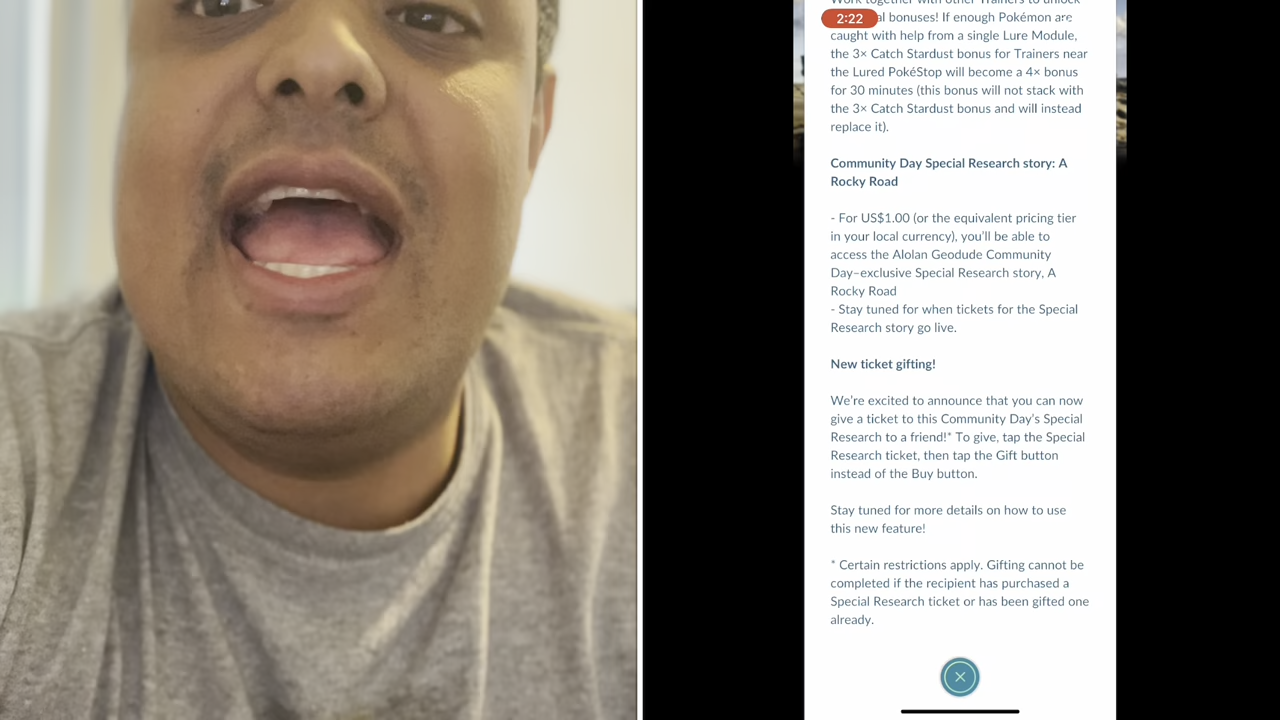 Work together with other Trainers to unlock
2:22
al bonuses! If enough Pokémon are
caught with help from a single Lure Module,
the 3× Catch Stardust bonus for Trainers near
the Lured PokéStop will become a 4× bonus
for 30 minutes (this bonus will not stack with
the 3× Catch Stardust bonus and will instead
replace it).
Community Day Special Research story: A
Rocky Road
- For US$1.00 (or the equivalent pricing tier
in your local currency), you'll be able to
access the Alolan Geodude Community
Day–exclusive Special Research story, A
Rocky Road
- Stay tuned for when tickets for the Special
Research story go live.
New ticket gifting!
We're excited to announce that you can now
give a ticket to this Community Day's Special
Research to a friend!* To give, tap the Special
Research ticket, then tap the Gift button
instead of the Buy button.
Stay tuned for more details on how to use
this new feature!
* Certain restrictions apply. Gifting cannot be
completed if the recipient has purchased a
Special Research ticket or has been gifted one
already.